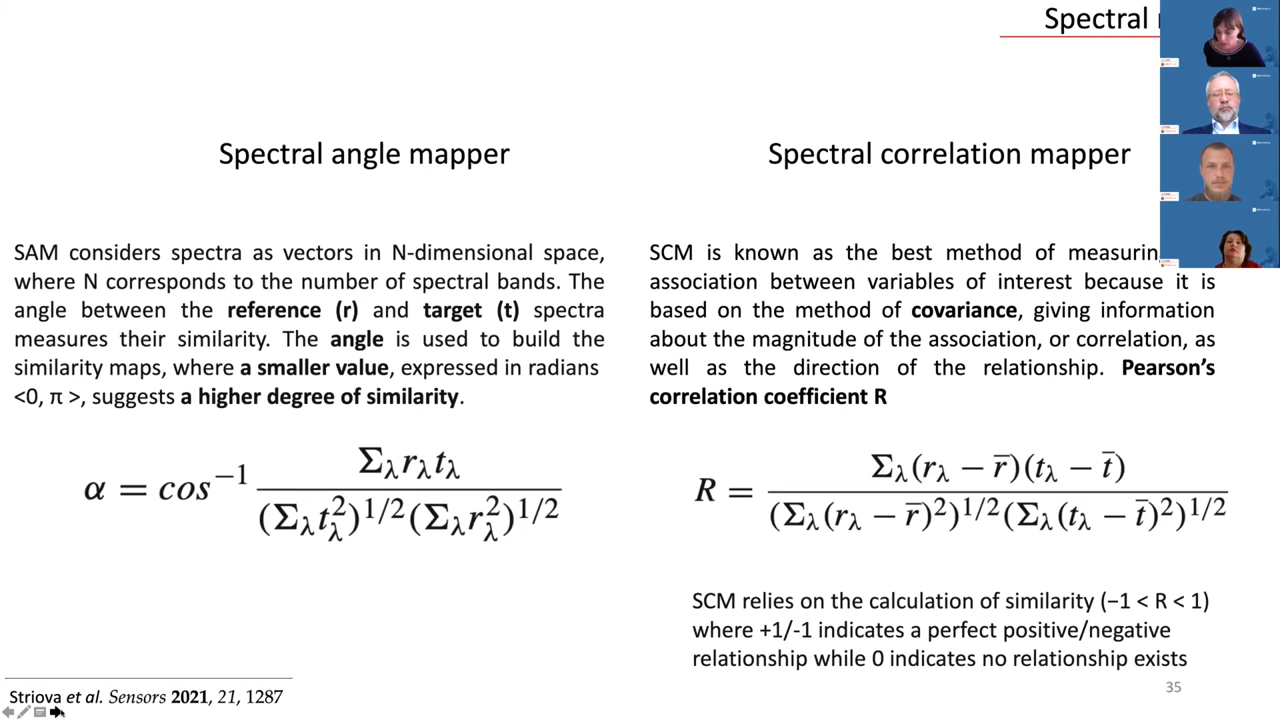 Spectral
Spectral angle mapper
SAM considers spectra as vectors in N-dimensional space,
where N corresponds to the number of spectral bands. The
angle between the reference (r) and target (t) spectra
measures their similarity. The angle is used to build the
similarity maps, where a smaller value, expressed in radians
<0, π >, suggests a higher degree of similarity.
α = cos⁻¹ Σλ rλ tλ / (Σλ tλ²)^1/2 (Σλ rλ²)^1/2
Spectral correlation mapper
SCM is known as the best method of measurin
association between variables of interest because it is
based on the method of covariance, giving information
about the magnitude of the association, or correlation, as
well as the direction of the relationship. Pearson’s
correlation coefficient R
R = Σλ(rλ − r̅)(tλ − t̅) / (Σλ(rλ − r̅)²)^1/2 (Σλ(tλ − t̅)²)^1/2
SCM relies on the calculation of similarity (−1 < R < 1)
where +1/-1 indicates a perfect positive/negative
relationship while 0 indicates no relationship exists
Striova et al. Sensors 2021, 21, 1287
35